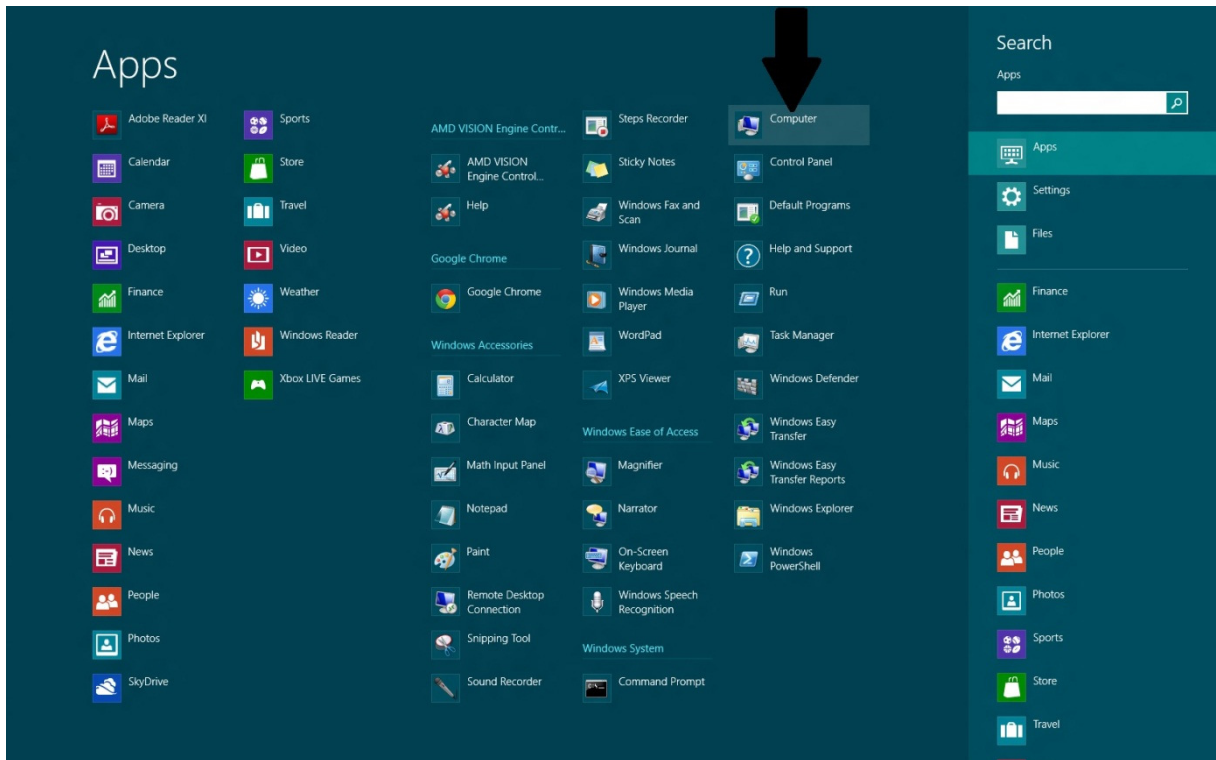 Apps
Adobe Reader XI
Calendar
Camera
Desktop
Finance
Internet Explorer
Mail
Maps
Messaging
Music
News
People
Photos
SkyDrive
Sports
Store
Travel
Video
Weather
Windows Reader
Xbox LIVE Games
AMD VISION Engine Contr...
AMD VISION
Engine Control...
Help
Google Chrome
Google Chrome
Windows Accessories
Calculator
Character Map
Math Input Panel
Notepad
Paint
Remote Desktop
Connection
Snipping Tool
Sound Recorder
Steps Recorder
Sticky Notes
Windows Fax and
Scan
Windows Journal
Windows Media
Player
WordPad
XPS Viewer
Windows Ease of Access
Magnifier
Narrator
On-Screen
Keyboard
Windows Speech
Recognition
Windows System
Command Prompt
Computer
Control Panel
Default Programs
Help and Support
Run
Task Manager
Windows Defender
Windows Easy
Transfer
Windows Easy
Transfer Reports
Windows Explorer
Windows
PowerShell
Search
Apps
Apps
Settings
Files
Finance
Internet Explorer
Mail
Maps
Music
News
People
Photos
Sports
Store
Travel